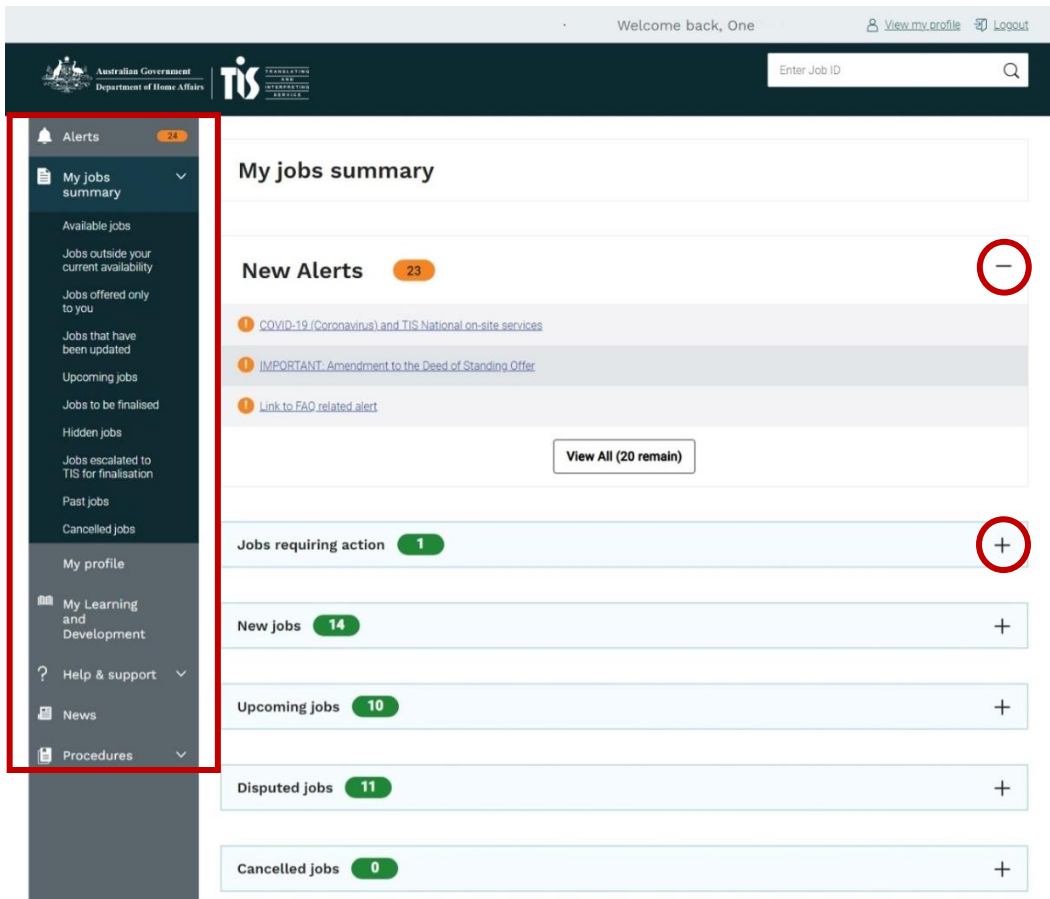 Welcome back, One
View my profile
Logout
Australian Government
Department of Home Affairs
TIS
TRANSLATING
AND
INTERPRETING
SERVICE
Enter Job ID
Alerts 24
My jobs
summary
Available jobs
Jobs outside your
current availability
Jobs offered only
to you
Jobs that have
been updated
Upcoming jobs
Jobs to be finalised
Hidden jobs
Jobs escalated to
TIS for finalisation
Past jobs
Cancelled jobs
My profile
My Learning
and
Development
? Help & support
News
Procedures
My jobs summary
New Alerts 23
COVID-19 (Coronavirus) and TIS National on-site services
IMPORTANT: Amendment to the Deed of Standing Offer
Link to FAQ related alert
View All (20 remain)
Jobs requiring action 1
New jobs 14
Upcoming jobs 10
Disputed jobs 11
Cancelled jobs 0